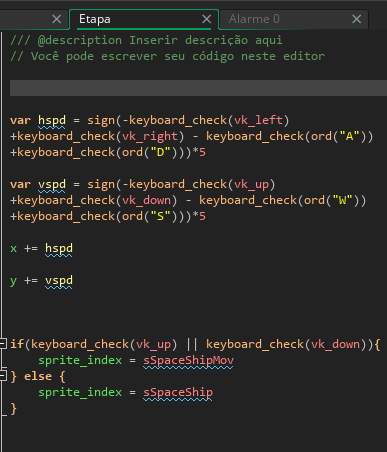 Etapa
Alarme 0
/// @description Inserir descrição aqui
// Você pode escrever seu código neste editor
var hspd = sign(-keyboard_check(vk_left)
+keyboard_check(vk_right) - keyboard_check(ord("A"))
+keyboard_check(ord("D")))*5
var vspd = sign(-keyboard_check(vk_up)
+keyboard_check(vk_down) - keyboard_check(ord("W"))
+keyboard_check(ord("S")))*5
x += hspd
y += vspd
if(keyboard_check(vk_up) || keyboard_check(vk_down)){
sprite_index = sSpaceShipMov
} else {
sprite_index = sSpaceShip
}